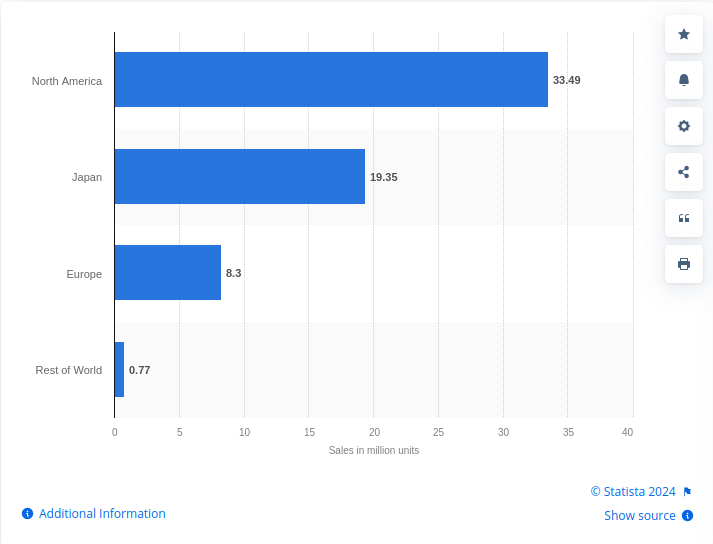 North America
33.49
Japan
19.35
Europe
8.3
Rest of World
0.77
0 5 10 15 20 25 30 35 40
Sales in million units
© Statista 2024
Additional Information
Show source